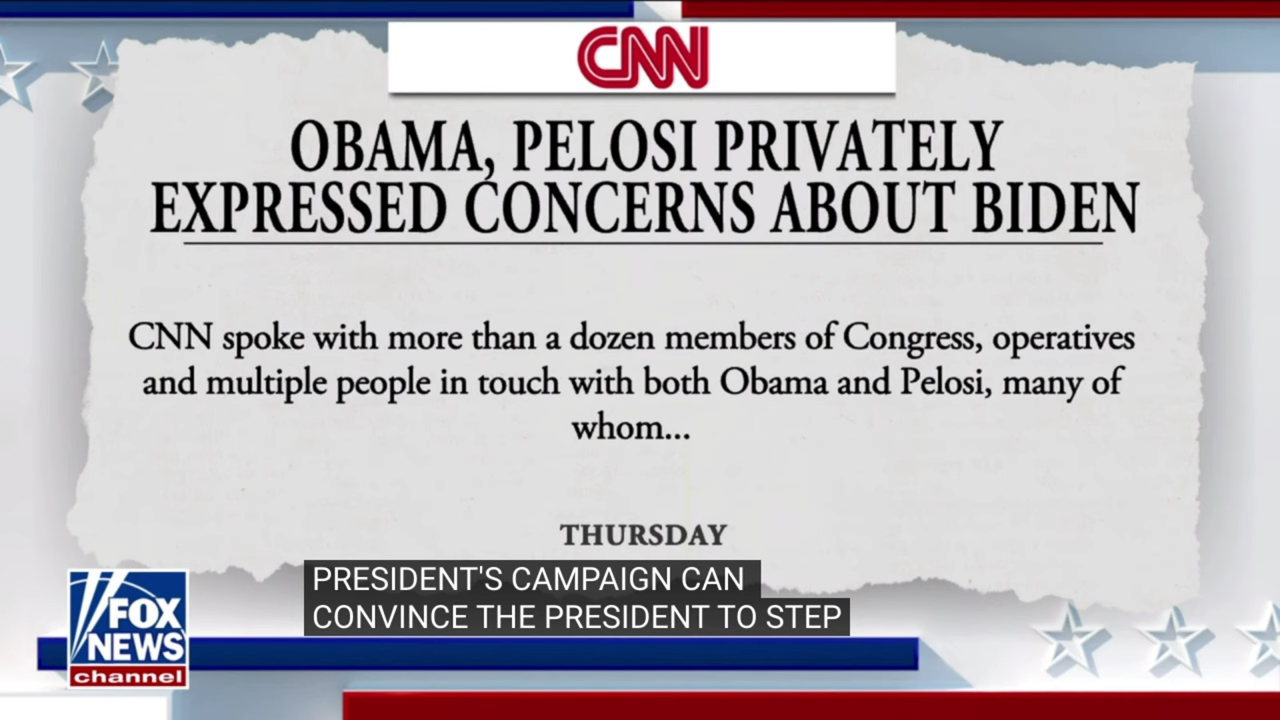 CNN
OBAMA, PELOSI PRIVATELY
EXPRESSED CONCERNS ABOUT BIDEN
CNN spoke with more than a dozen members of Congress, operatives
and multiple people in touch with both Obama and Pelosi, many of
whom...
THURSDAY
PRESIDENT'S CAMPAIGN CAN
CONVINCE THE PRESIDENT TO STEP
FOX
NEWS
channel